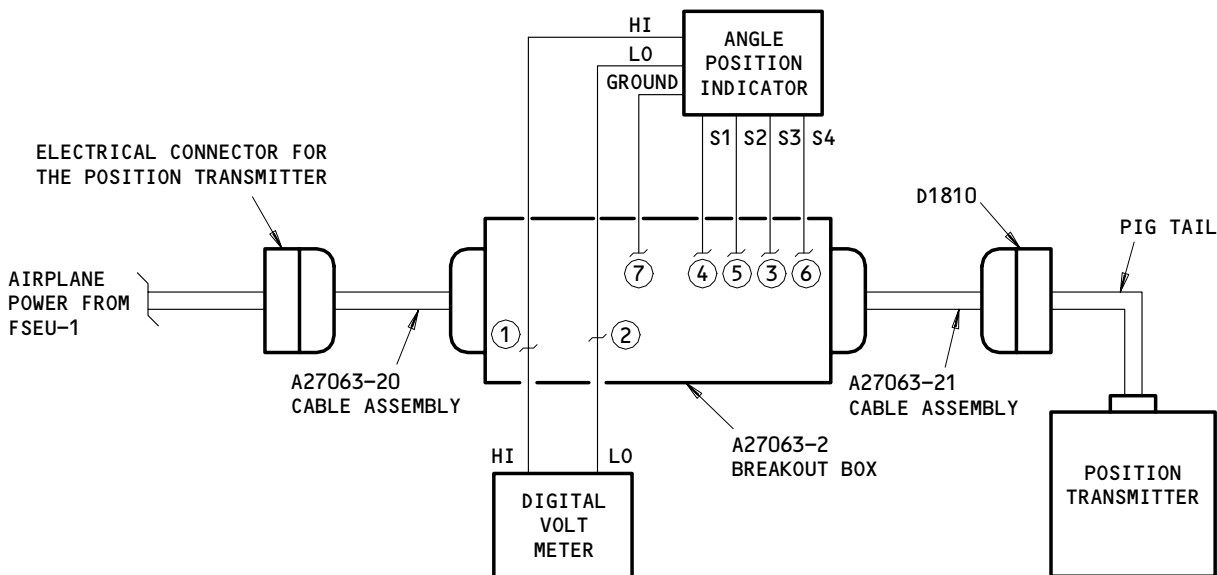 HI
LO
GROUND
ANGLE
POSITION
INDICATOR
S1
S2
S3
S4
ELECTRICAL CONNECTOR FOR
THE POSITION TRANSMITTER
D1810
PIG TAIL
AIRPLANE
POWER FROM
FSEU-1
7
4
5
3
6
1
2
A27063-20
CABLE ASSEMBLY
A27063-21
CABLE ASSEMBLY
A27063-2
BREAKOUT BOX
HI
LO
DIGITAL
VOLT
METER
POSITION
TRANSMITTER